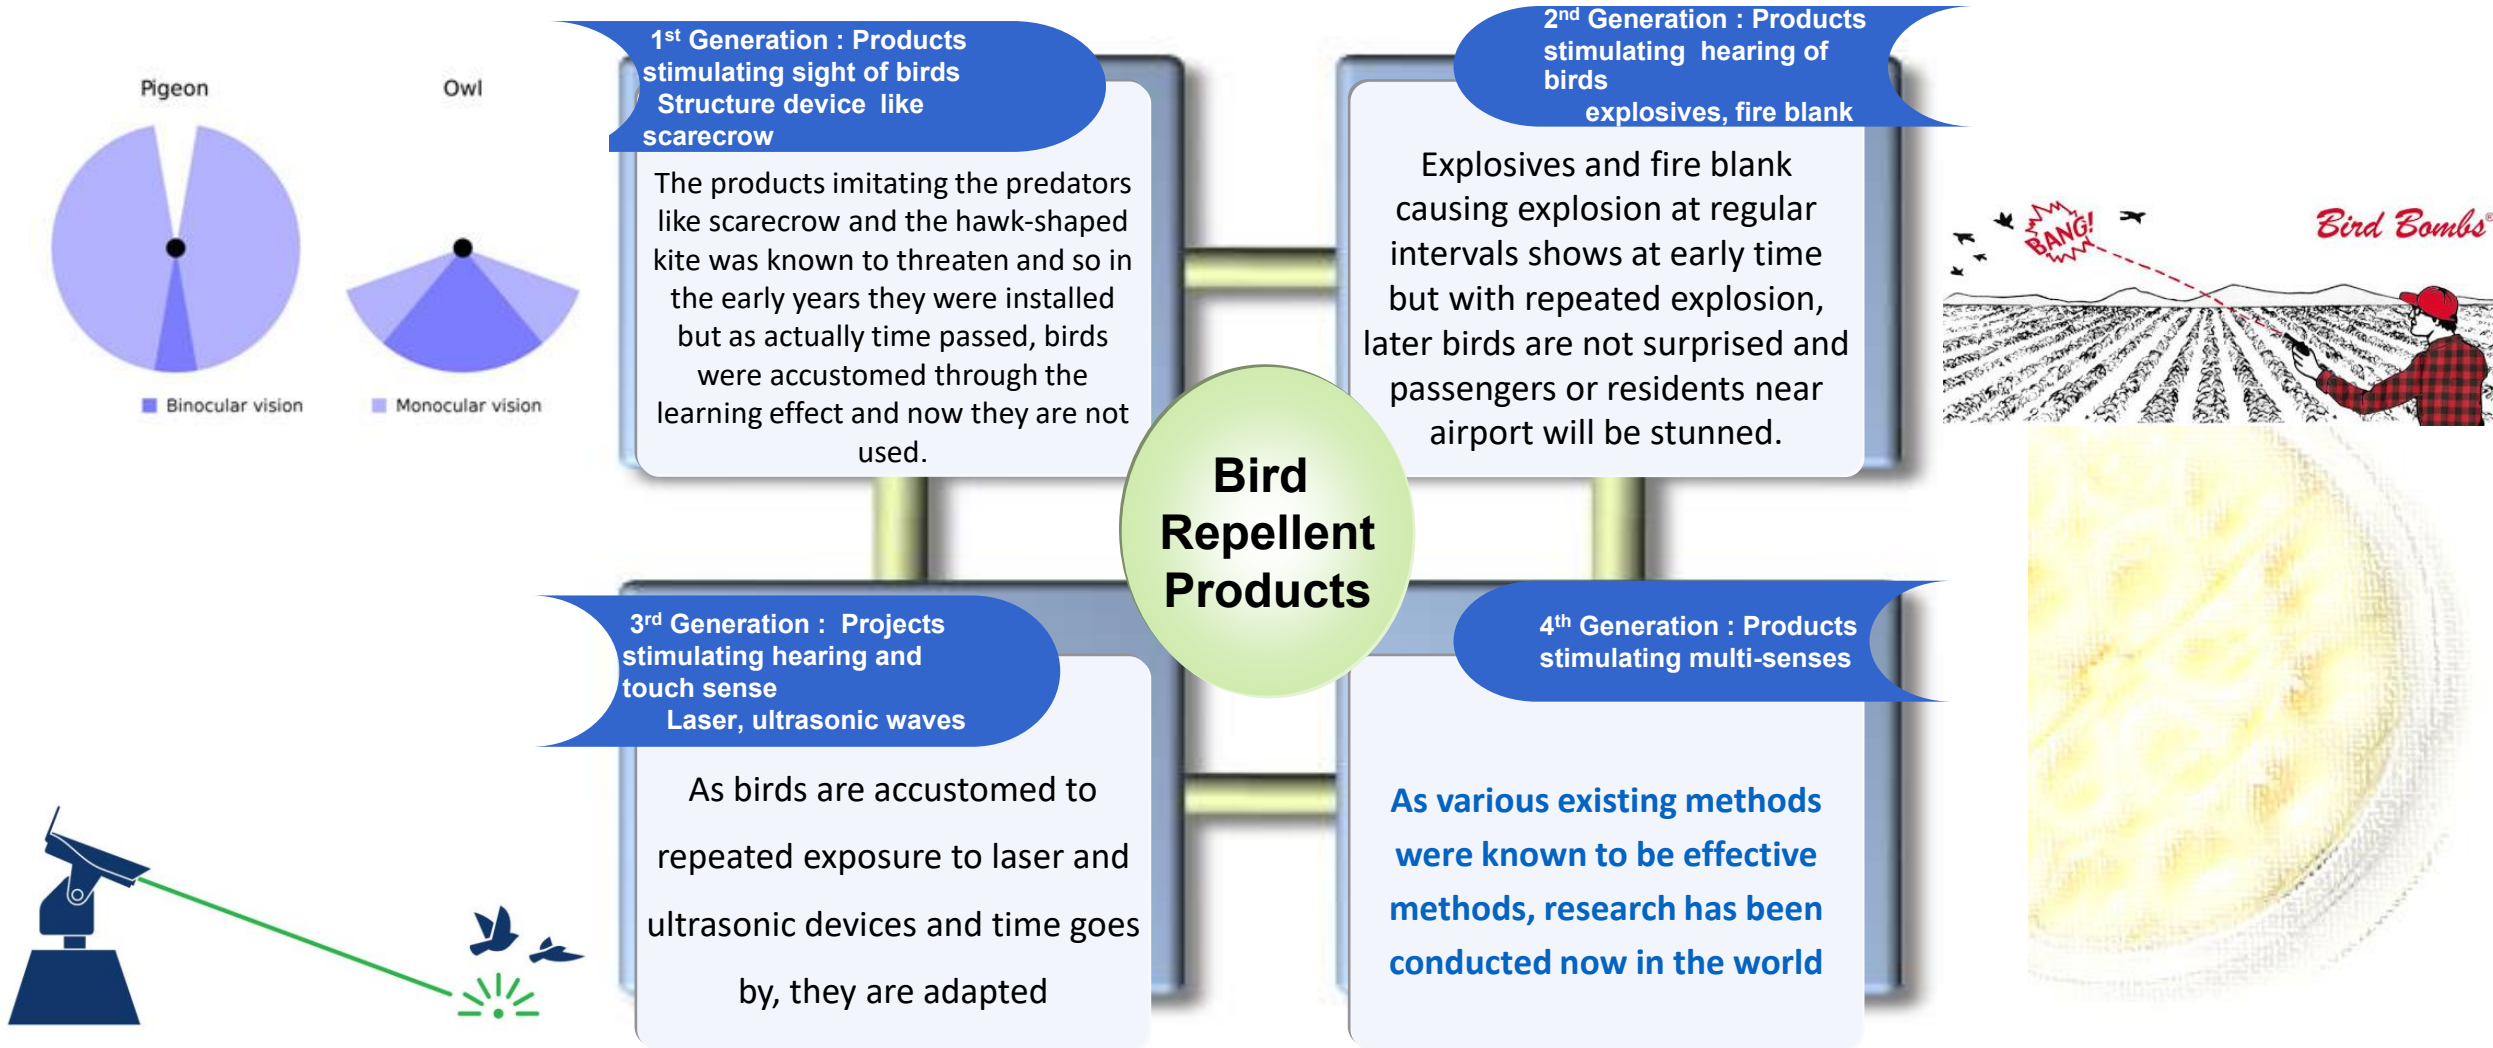 Pigeon
Owl
Binocular vision
Monocular vision
1st Generation : Products
stimulating sight of birds
Structure device like
scarecrow
The products imitating the predators
like scarecrow and the hawk-shaped
kite was known to threaten and so in
the early years they were installed
but as actually time passed, birds
were accustomed through the
learning effect and now they are not
used.
2nd Generation : Products
stimulating hearing of
birds
explosives, fire blank
Explosives and fire blank
causing explosion at regular
intervals shows at early time
but with repeated explosion,
later birds are not surprised and
passengers or residents near
airport will be stunned.
BANG!
Bird Bombs®
Bird
Repellent
Products
3rd Generation : Projects
stimulating hearing and
touch sense
Laser, ultrasonic waves
As birds are accustomed to
repeated exposure to laser and
ultrasonic devices and time goes
by, they are adapted
4th Generation : Products
stimulating multi-senses
As various existing methods
were known to be effective
methods, research has been
conducted now in the world